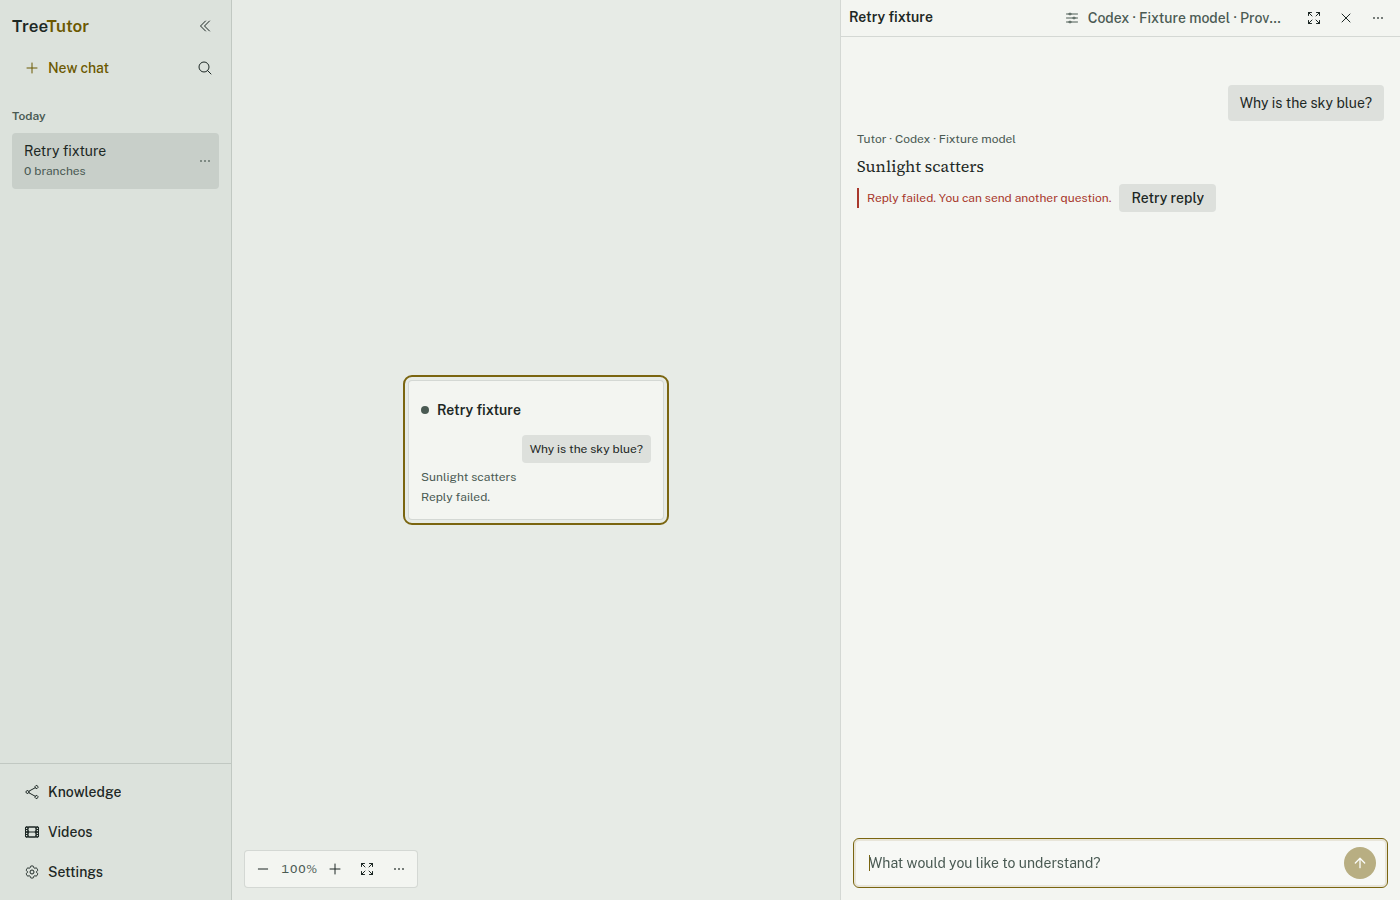 TreeTutor
New chat
Today
Retry fixture
0 branches
Knowledge
Videos
Settings
Retry fixture
Why is the sky blue?
Sunlight scatters
Reply failed.
100%
Retry fixture
Codex · Fixture model · Prov...
Why is the sky blue?
Tutor · Codex · Fixture model
Sunlight scatters
Reply failed. You can send another question.
Retry reply
What would you like to understand?